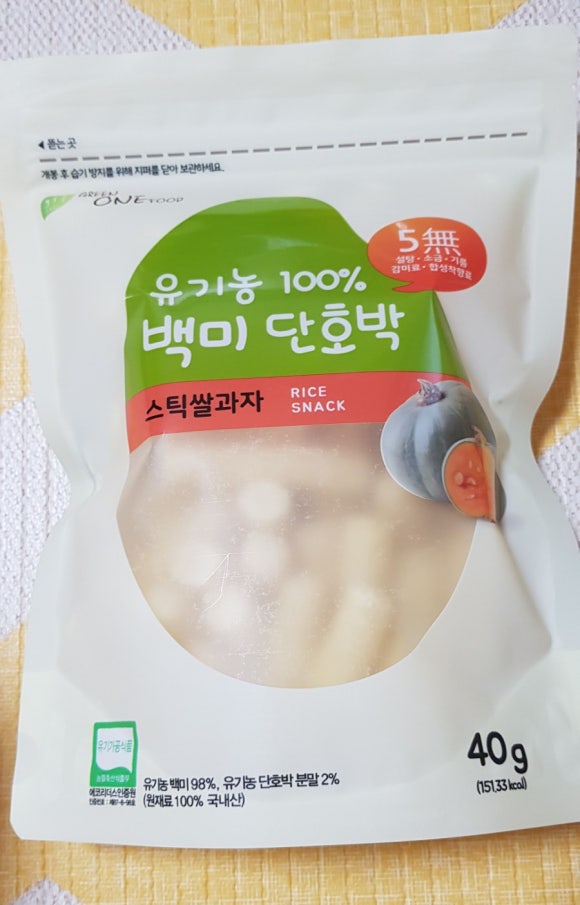 ◀ 뜯는 곳
개봉 후 습기 방지를 위해 지퍼를 닫아 보관하세요.
GREEN
ONE FOOD
5無
설탕·소금·기름
감미료·합성착향료
유기농 100%
백미 단호박
스틱쌀과자
RICE
SNACK
유기가공식품
농림축산식품부
에코리더스인증원
유기농 백미 98%, 유기농 단호박 분말 2%
(원재료 100% 국내산)
40g
(151.33 kcal)